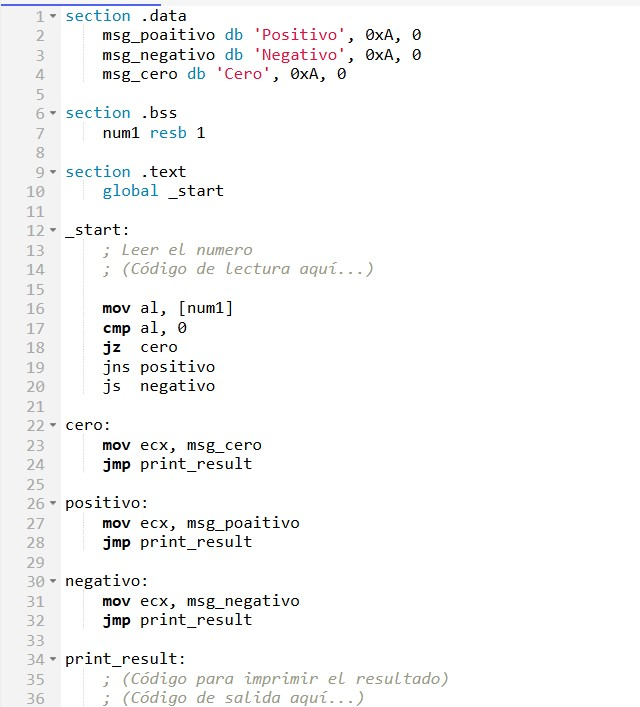 1 section .data
2     msg_poaitivo db 'Positivo', 0xA, 0
3     msg_negativo db 'Negativo', 0xA, 0
4     msg_cero db 'Cero', 0xA, 0
5
6 section .bss
7     num1 resb 1
8
9 section .text
10     global _start
11
12 _start:
13     ; Leer el numero
14     ; (Código de lectura aquí...)
15
16     mov al, [num1]
17     cmp al, 0
18     jz  cero
19     jns positivo
20     js  negativo
21
22 cero:
23     mov ecx, msg_cero
24     jmp print_result
25
26 positivo:
27     mov ecx, msg_poaitivo
28     jmp print_result
29
30 negativo:
31     mov ecx, msg_negativo
32     jmp print_result
33
34 print_result:
35     ; (Código para imprimir el resultado)
36     ; (Código de salida aquí...)